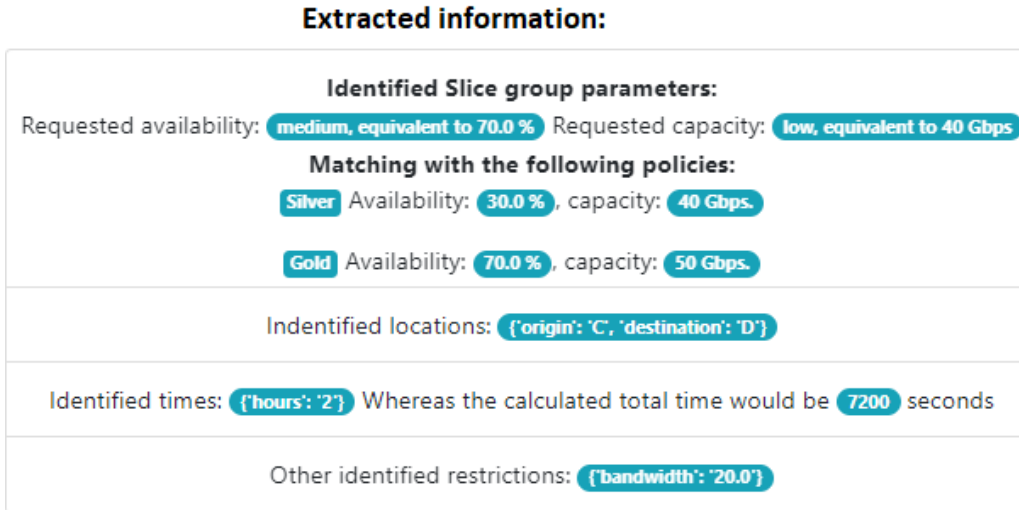 Extracted information:
Identified Slice group parameters:
Requested availability: medium, equivalent to 70.0 % Requested capacity: low, equivalent to 40 Gbps
Matching with the following policies:
Silver Availability: 30.0 % , capacity: 40 Gbps.
Gold Availability: 70.0 % , capacity: 50 Gbps.
Indentified locations: {'origin': 'C', 'destination': 'D'}
Identified times: {'hours': '2'} Whereas the calculated total time would be 7200 seconds
Other identified restrictions: {'bandwidth': '20.0'}